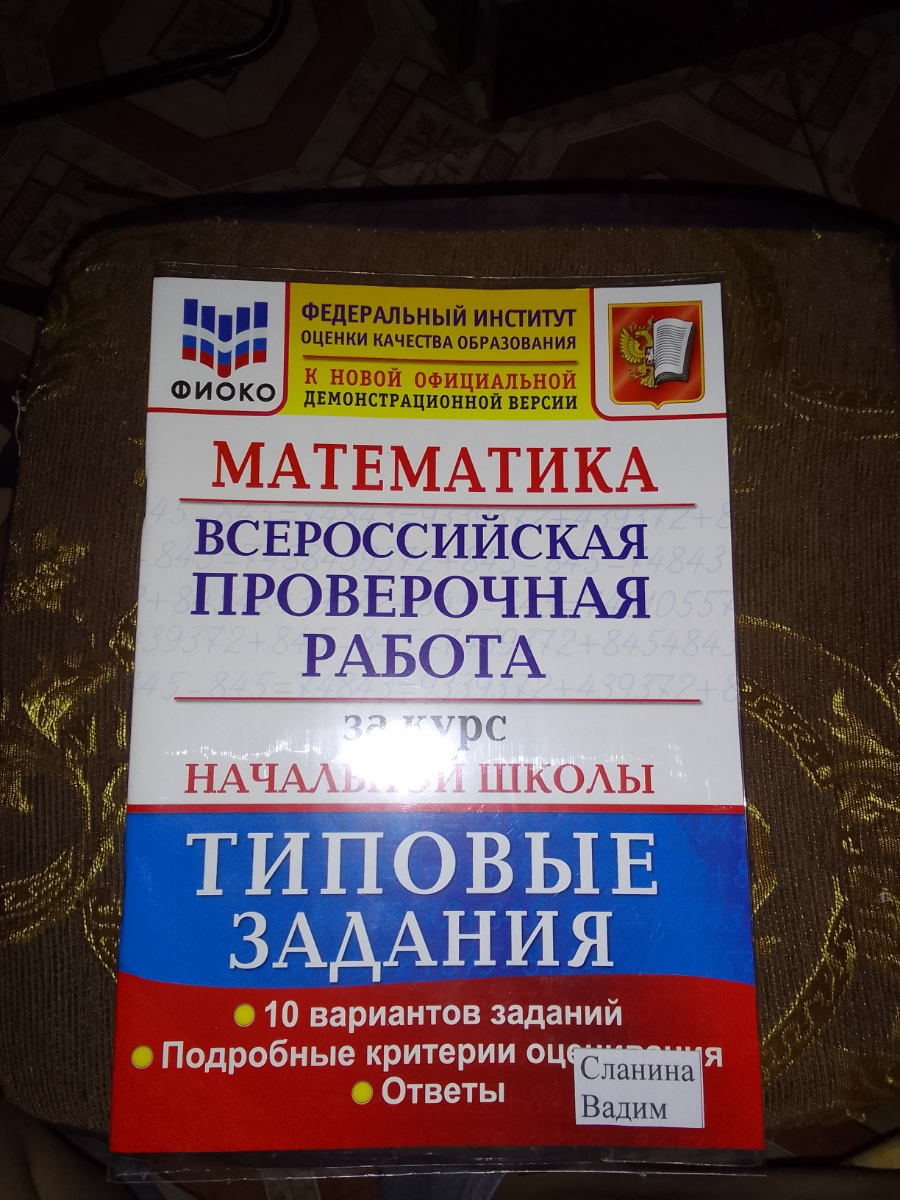 ФИОКО
ФЕДЕРАЛЬНЫЙ ИНСТИТУТ
ОЦЕНКИ КАЧЕСТВА ОБРАЗОВАНИЯ
К НОВОЙ ОФИЦИАЛЬНОЙ
ДЕМОНСТРАЦИОННОЙ ВЕРСИИ
МАТЕМАТИКА
ВСЕРОССИЙСКАЯ
ПРОВЕРОЧНАЯ
РАБОТА
за курс
НАЧАЛЬНОЙ ШКОЛЫ
ТИПОВЫЕ
ЗАДАНИЯ
10 вариантов заданий
Подробные критерии оценивания
Ответы
Сланина
Вадим